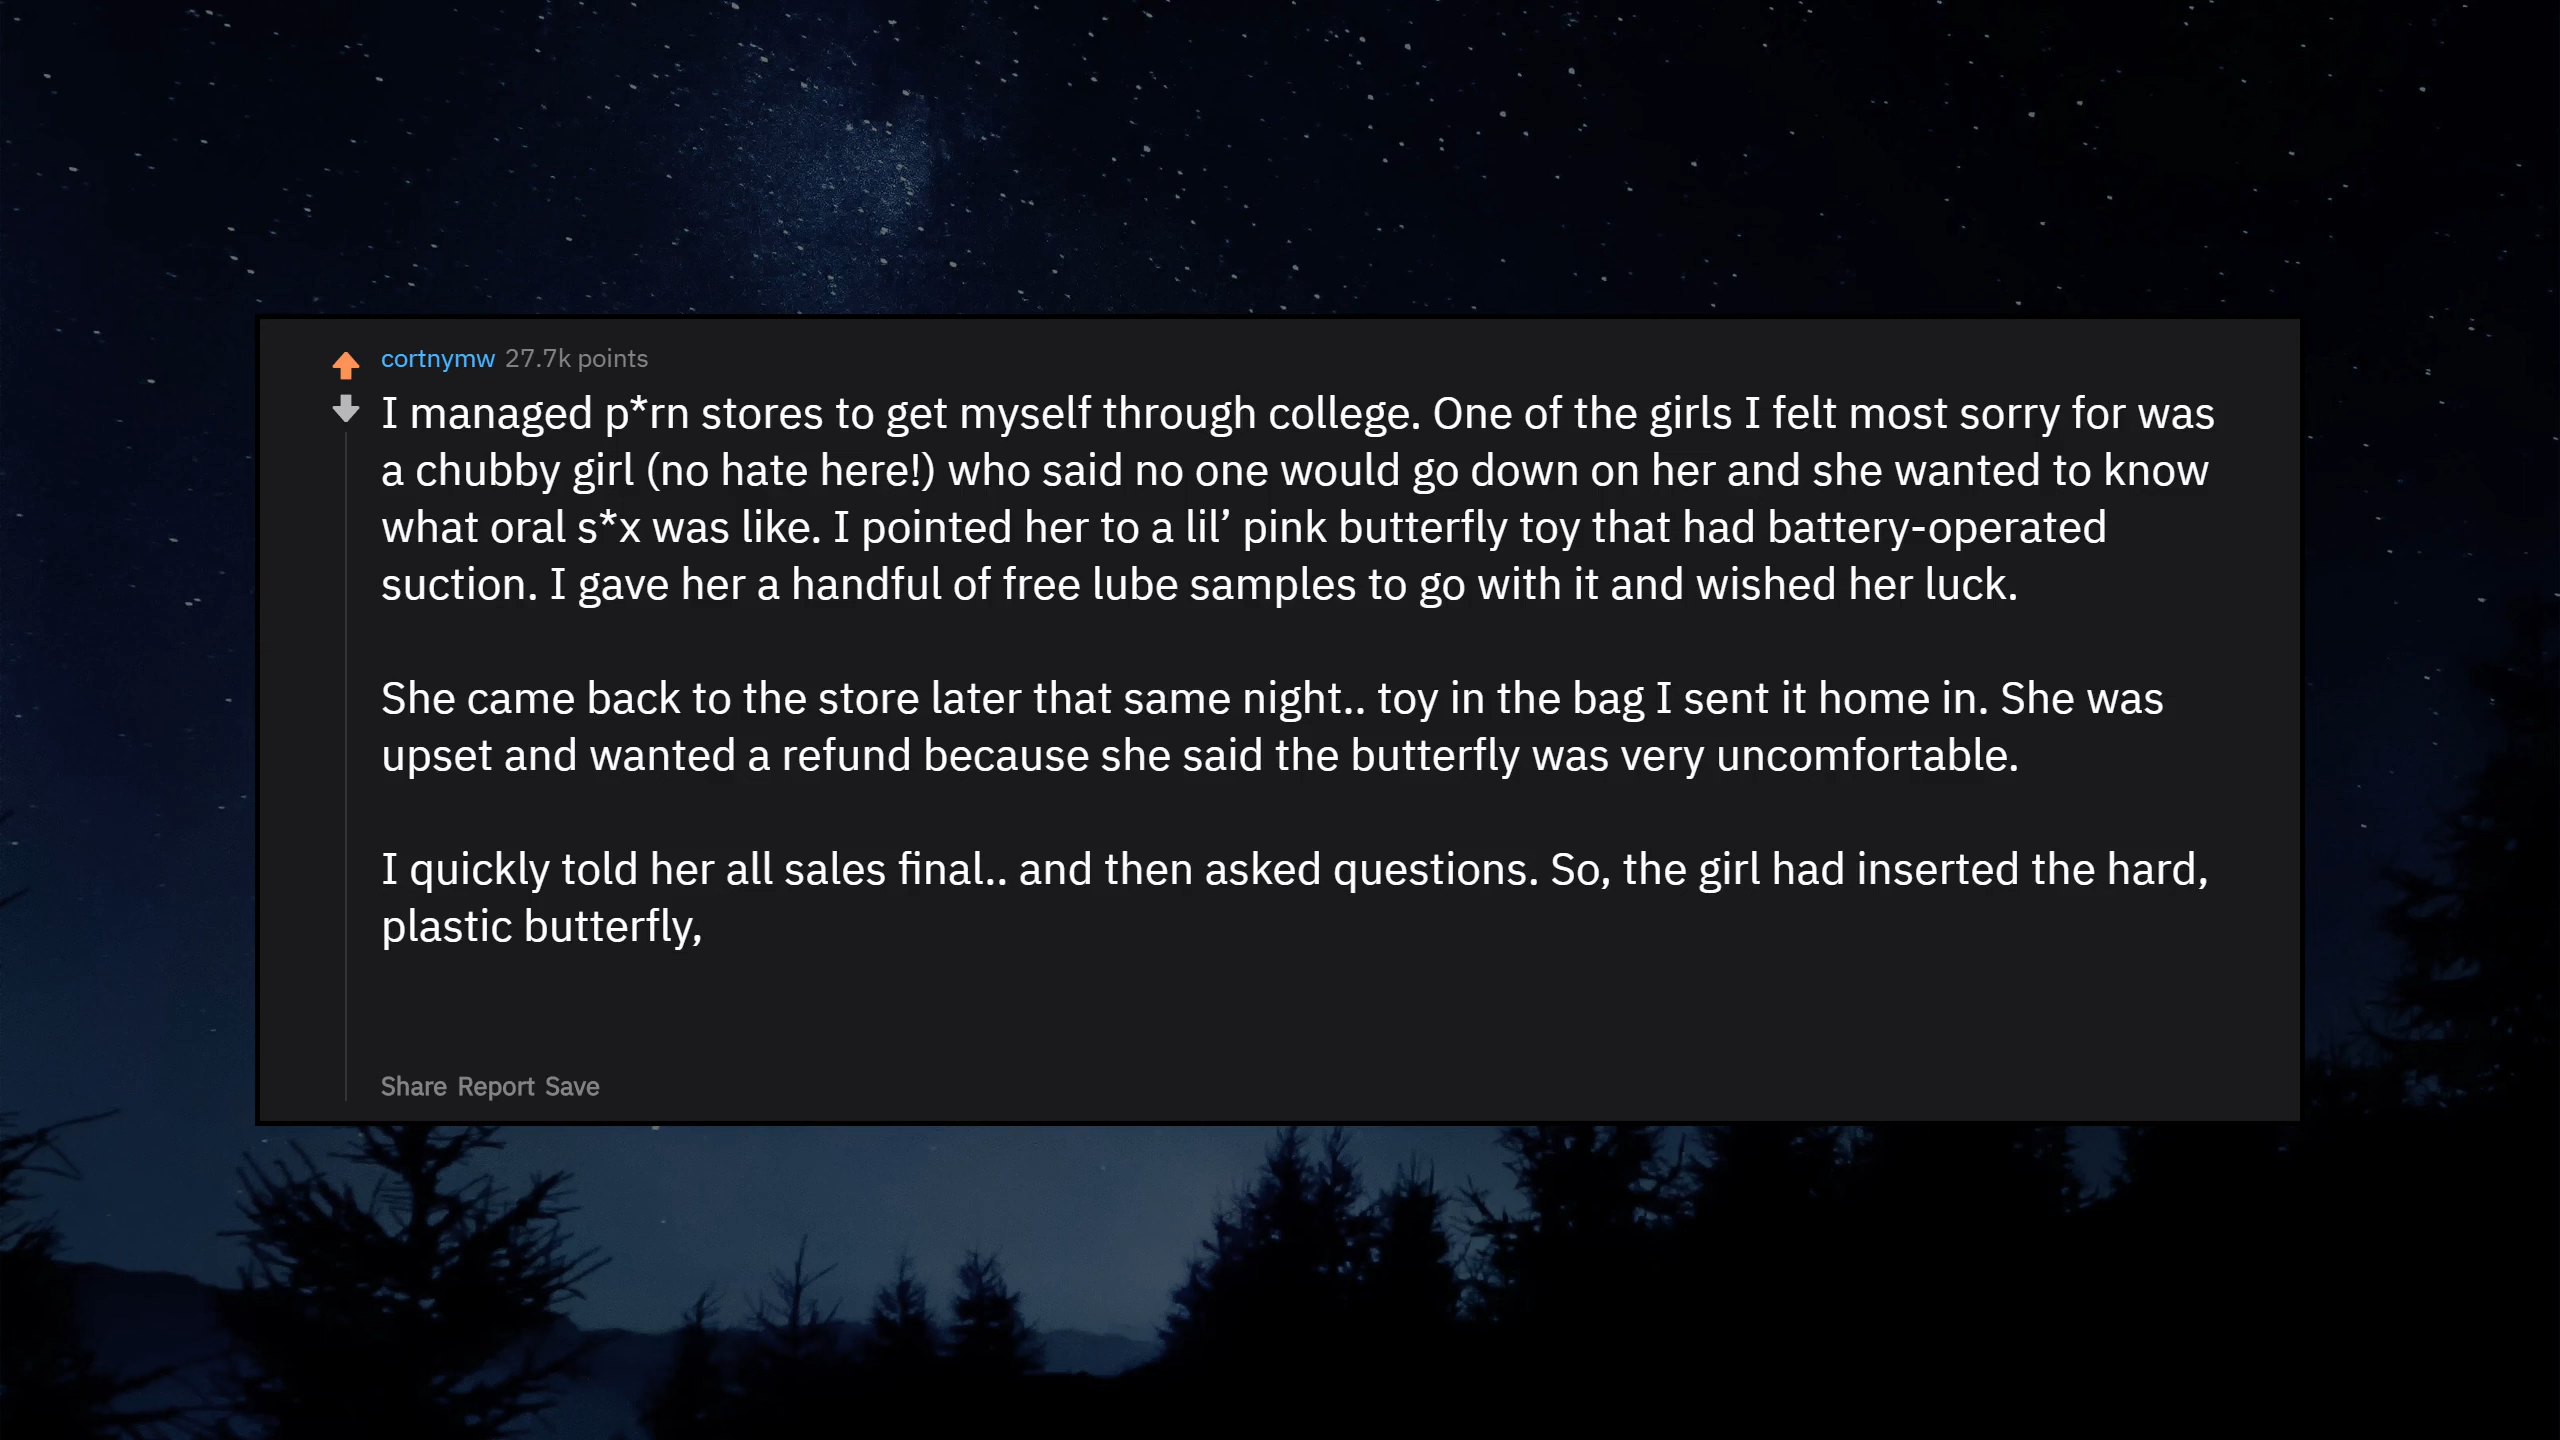 cortnymw 27.7k points
I managed p*rn stores to get myself through college. One of the girls I felt most sorry for was
a chubby girl (no hate here!) who said no one would go down on her and she wanted to know
what oral s*x was like. I pointed her to a lil’ pink butterfly toy that had battery-operated
suction. I gave her a handful of free lube samples to go with it and wished her luck.
She came back to the store later that same night.. toy in the bag I sent it home in. She was
upset and wanted a refund because she said the butterfly was very uncomfortable.
I quickly told her all sales final.. and then asked questions. So, the girl had inserted the hard,
plastic butterfly,
Share Report Save